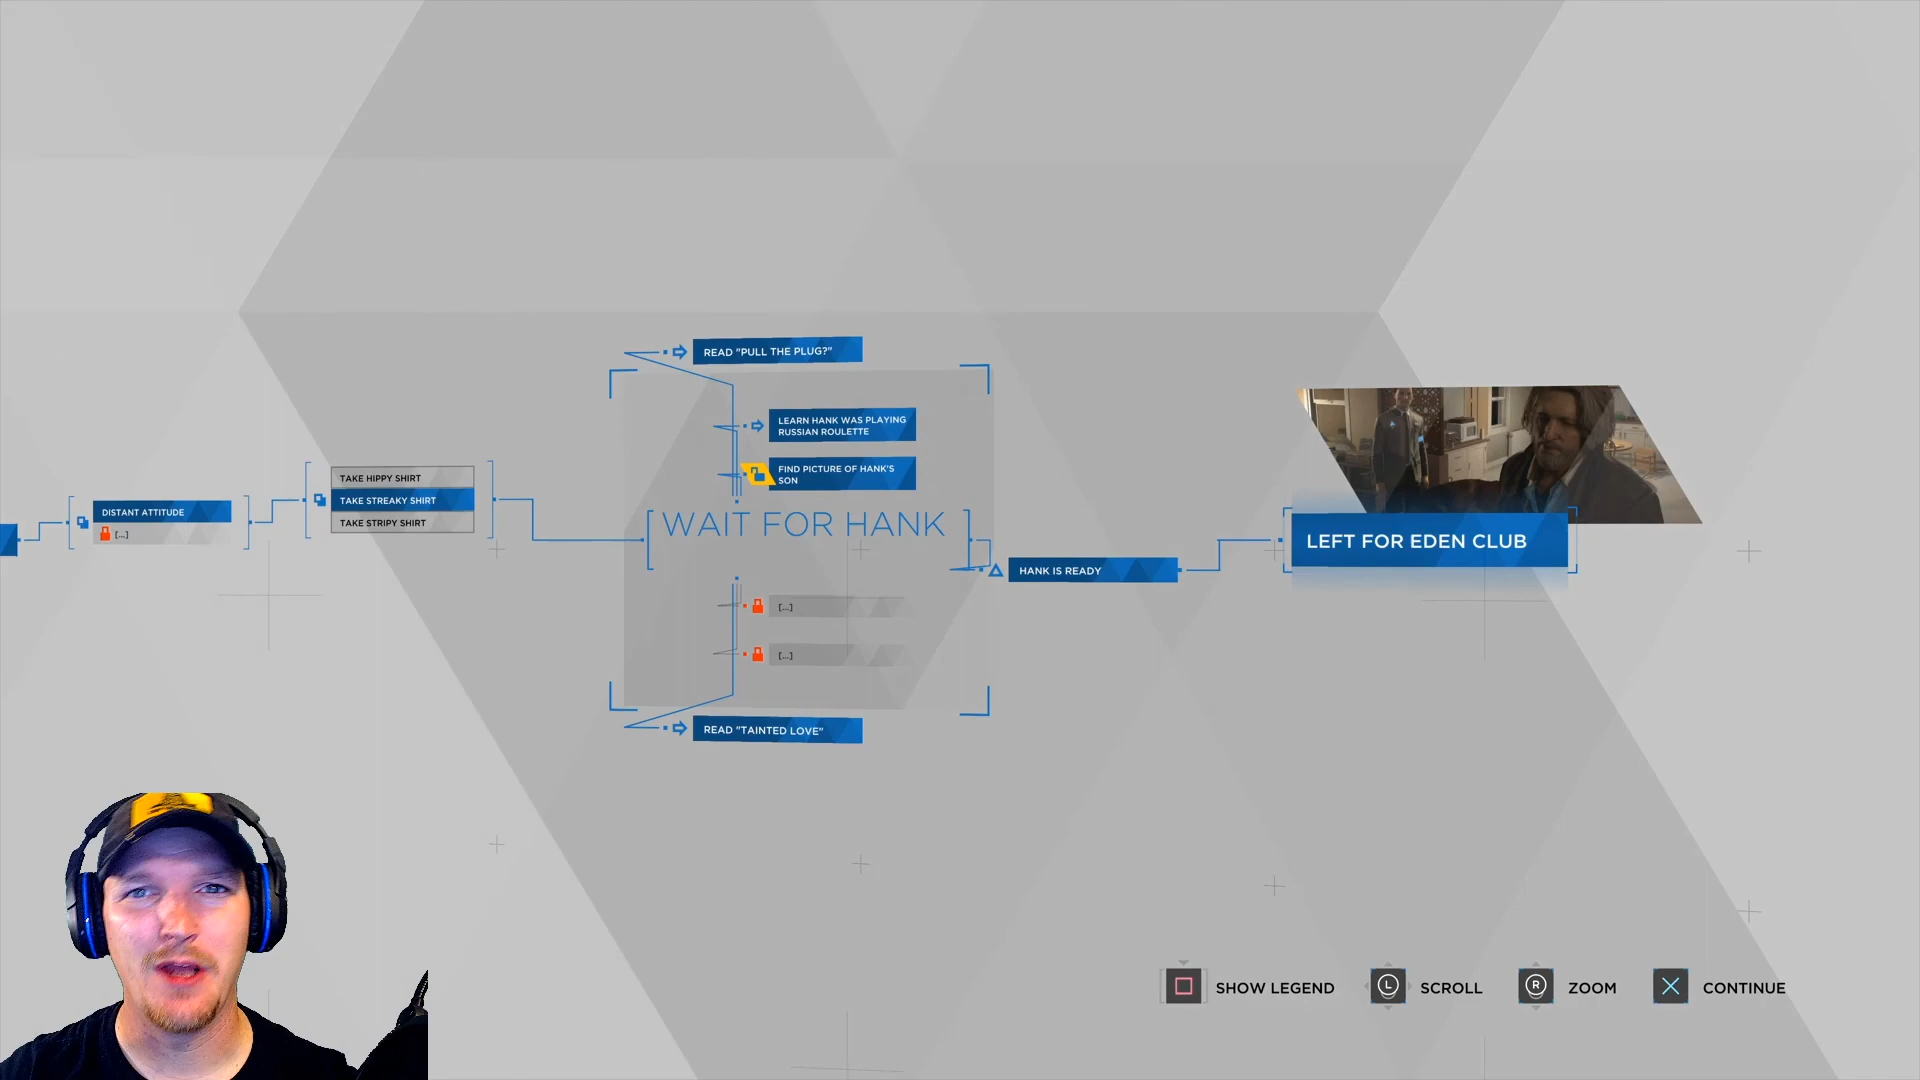 READ "PULL THE PLUG?"
LEARN HANK WAS PLAYING
RUSSIAN ROULETTE
FIND PICTURE OF HANK'S
SON
TAKE HIPPY SHIRT
TAKE STREAKY SHIRT
TAKE STRIPY SHIRT
DISTANT ATTITUDE
[...]
WAIT FOR HANK
HANK IS READY
LEFT FOR EDEN CLUB
[...]
[...]
READ "TAINTED LOVE"
SHOW LEGEND
L
SCROLL
R
ZOOM
CONTINUE